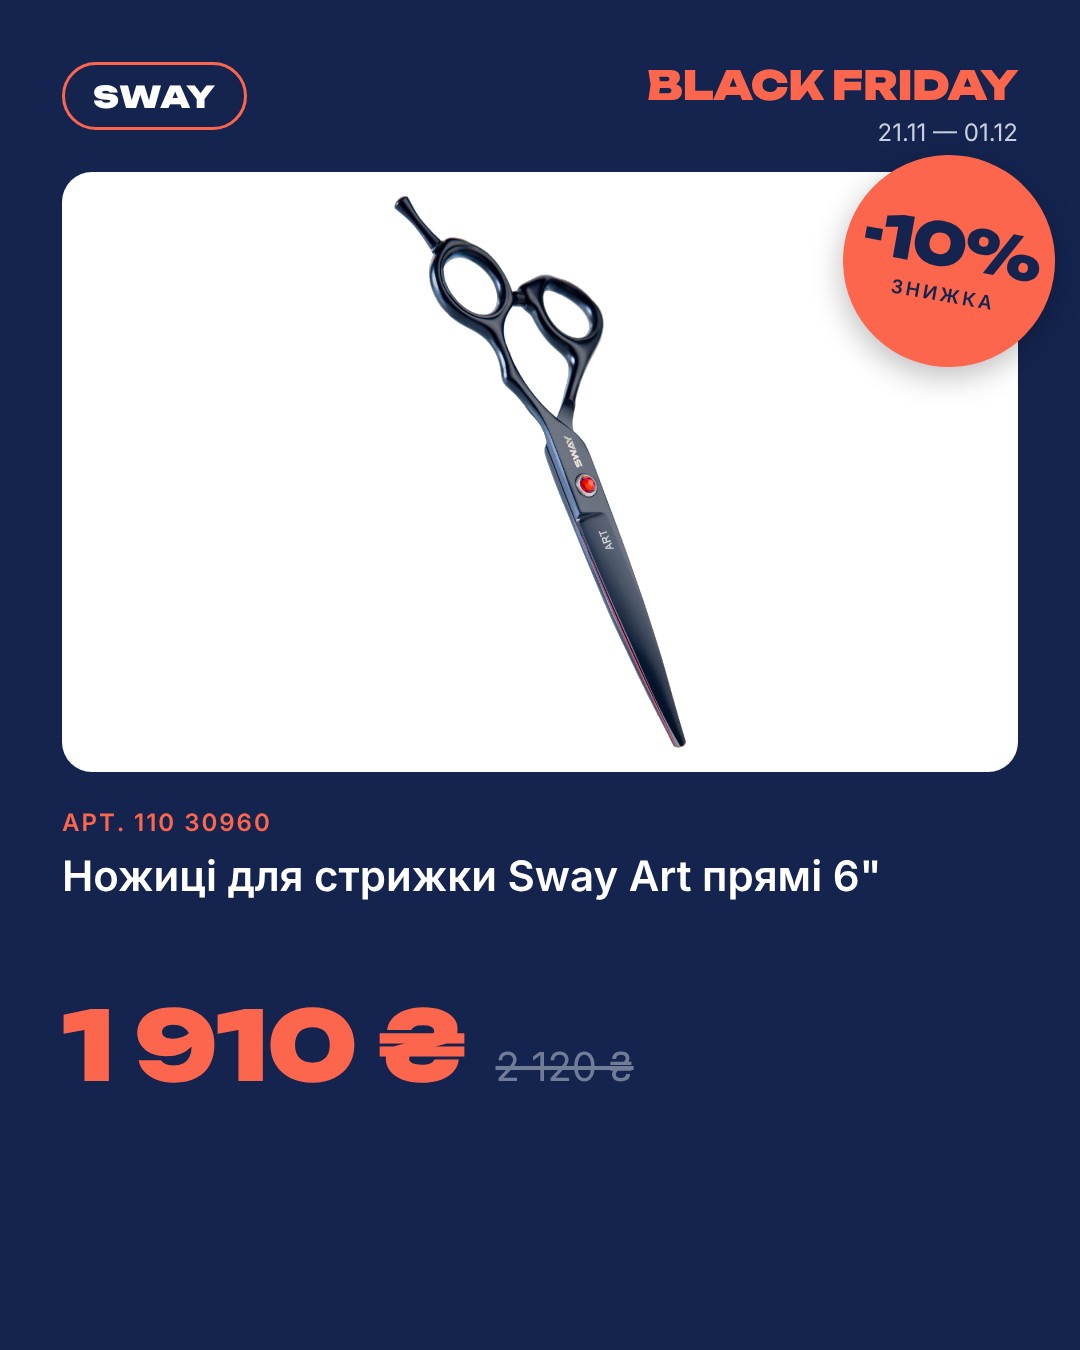 SWAY
BLACK FRIDAY
21.11 — 01.12
-10%
ЗНИЖКА
SWAY
ART
АРТ. 110 30960
Ножиці для стрижки Sway Art прямі 6"
1 910 ₴
2 120 ₴